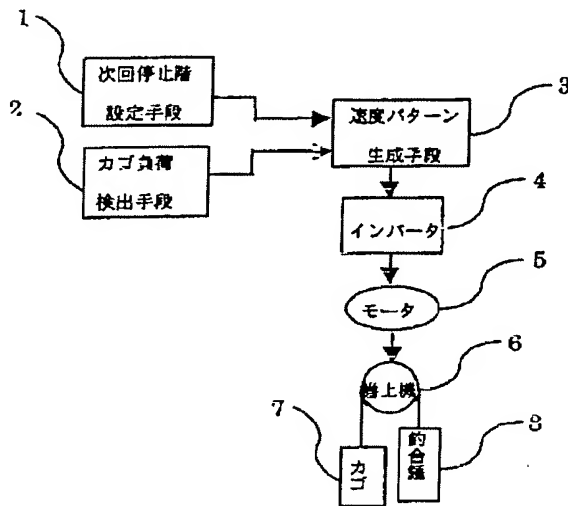 1
次回停止階
設定手段
2
カゴ負荷
検出手段
速度パターン
生成手段
3
インバータ
4
モータ
5
巻上機
6
カゴ
7
釣合錘
8